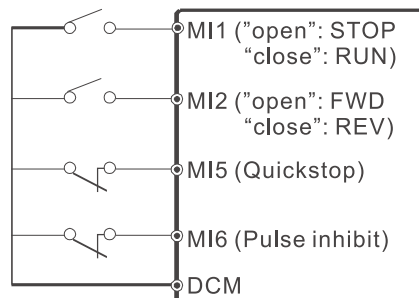 MI1 ("open": STOP
"close": RUN)
MI2 ("open": FWD
"close": REV)
MI5 (Quickstop)
MI6 (Pulse inhibit)
DCM